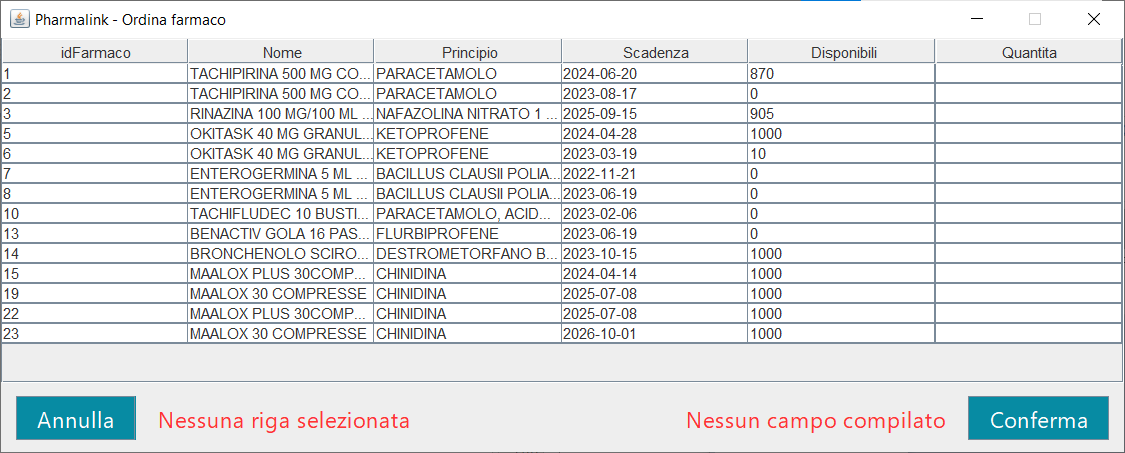 Pharmalink - Ordina farmaco
idFarmaco Nome Principio Scadenza Disponibili Quantita
1 TACHIPIRINA 500 MG CO... PARACETAMOLO 2024-06-20 870
2 TACHIPIRINA 500 MG CO... PARACETAMOLO 2023-08-17 0
3 RINAZINA 100 MG/100 ML ... NAFAZOLINA NITRATO 1 ... 2025-09-15 905
5 OKITASK 40 MG GRANUL... KETOPROFENE 2024-04-28 1000
6 OKITASK 40 MG GRANUL... KETOPROFENE 2023-03-19 10
7 ENTEROGERMINA 5 ML ... BACILLUS CLAUSII POLIA... 2022-11-21 0
8 ENTEROGERMINA 5 ML ... BACILLUS CLAUSII POLIA... 2023-06-19 0
10 TACHIFLUDEC 10 BUSTI... PARACETAMOLO, ACID... 2023-02-06 0
13 BENACTIV GOLA 16 PAS... FLURBIPROFENE 2023-06-19 0
14 BRONCHENOLO SCIRO... DESTROMETORFANO B... 2023-10-15 1000
15 MAALOX PLUS 30COMP... CHINIDINA 2024-04-14 1000
19 MAALOX 30 COMPRESSE CHINIDINA 2025-07-08 1000
22 MAALOX PLUS 30COMP... CHINIDINA 2025-07-08 1000
23 MAALOX 30 COMPRESSE CHINIDINA 2026-10-01 1000
Annulla Nessuna riga selezionata Nessun campo compilato Conferma